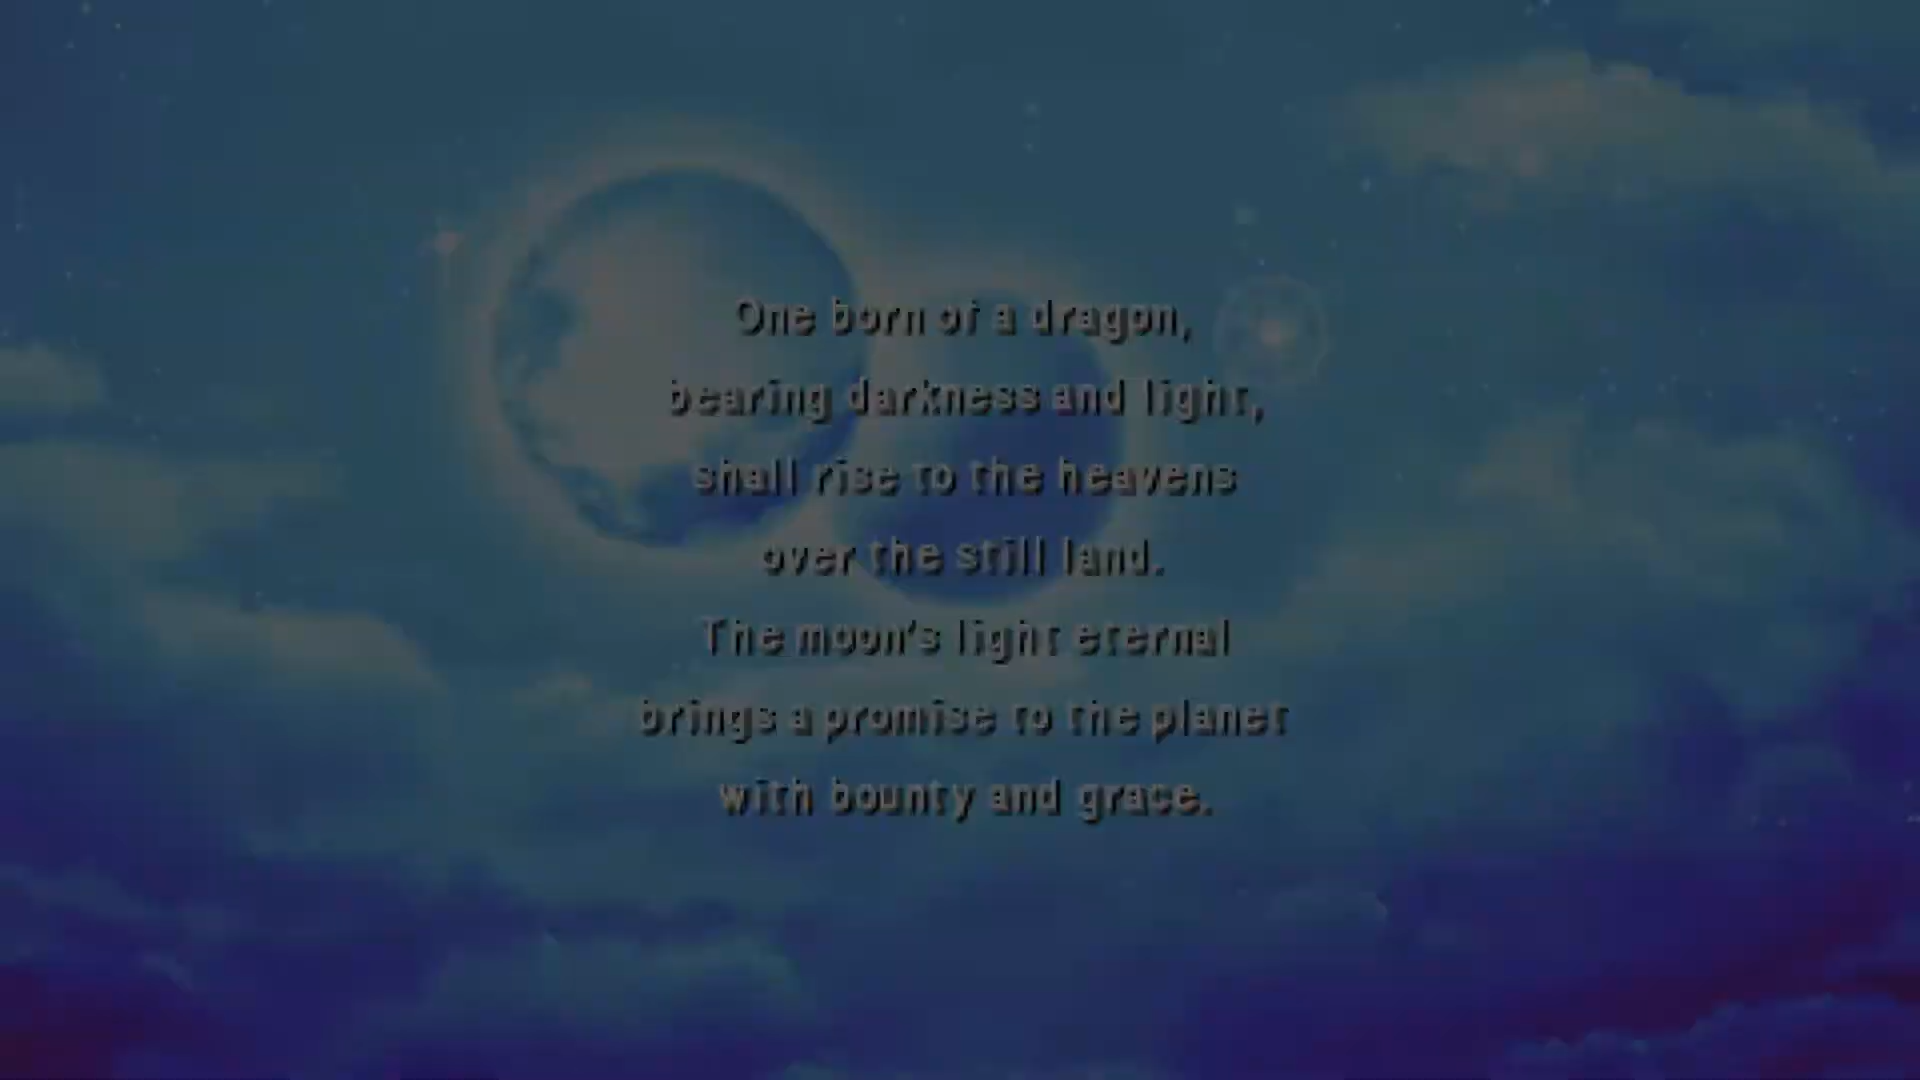 One born of a dragon,
bearing darkness and light,
shall rise to the heavens
over the still land.
The moon's light eternal
brings a promise to the planet
with bounty and grace.